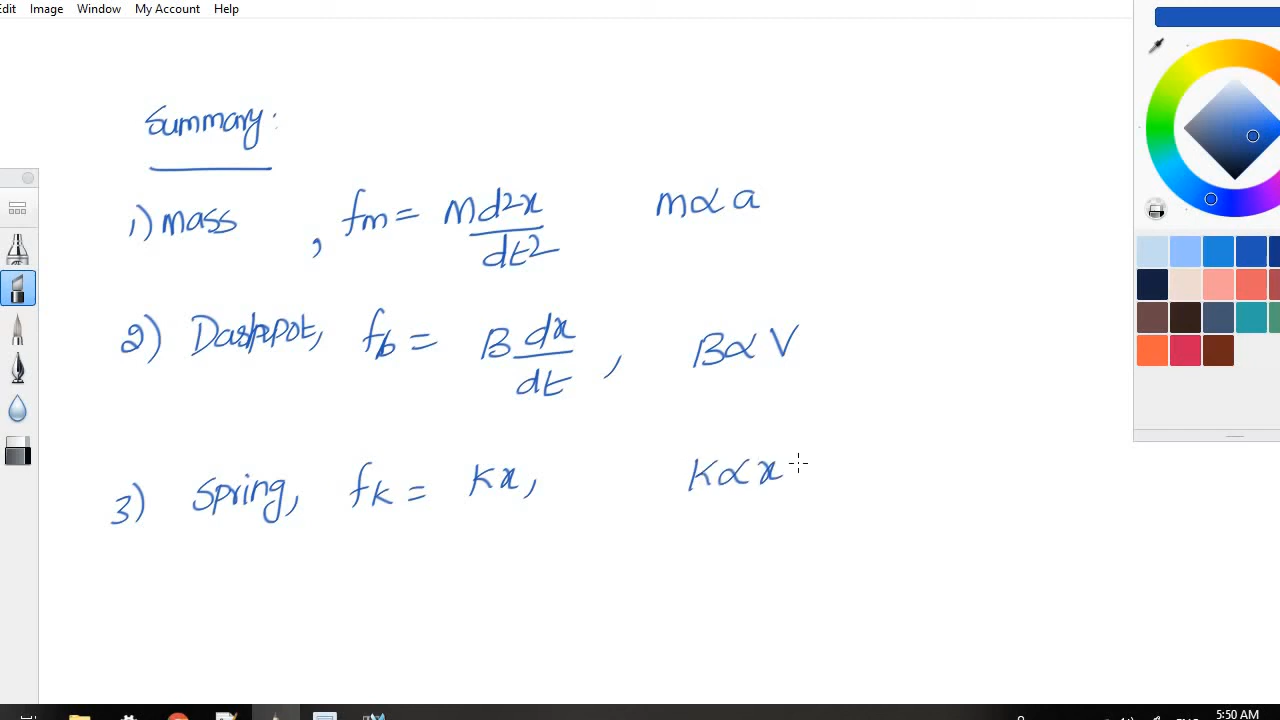 Edit Image Window My Account Help
Summary:
1) Mass , fm = M d2x/dt2 m∝a
2) Dashpot, fb = B dx/dt , B∝V
3) Spring, fk = Kx, K∝x
5:50 AM